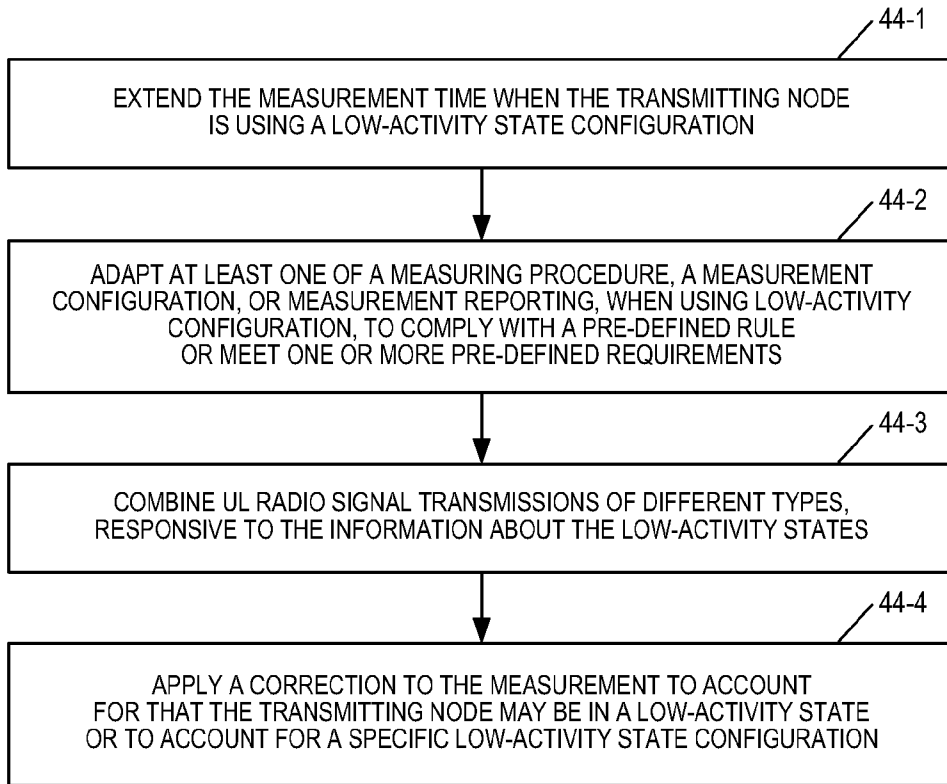 44-1
EXTEND THE MEASUREMENT TIME WHEN THE TRANSMITTING NODE
IS USING A LOW-ACTIVITY STATE CONFIGURATION
44-2
ADAPT AT LEAST ONE OF A MEASURING PROCEDURE, A MEASUREMENT
CONFIGURATION, OR MEASUREMENT REPORTING, WHEN USING LOW-ACTIVITY
CONFIGURATION, TO COMPLY WITH A PRE-DEFINED RULE
OR MEET ONE OR MORE PRE-DEFINED REQUIREMENTS
44-3
COMBINE UL RADIO SIGNAL TRANSMISSIONS OF DIFFERENT TYPES,
RESPONSIVE TO THE INFORMATION ABOUT THE LOW-ACTIVITY STATES
44-4
APPLY A CORRECTION TO THE MEASUREMENT TO ACCOUNT
FOR THAT THE TRANSMITTING NODE MAY BE IN A LOW-ACTIVITY STATE
OR TO ACCOUNT FOR A SPECIFIC LOW-ACTIVITY STATE CONFIGURATION